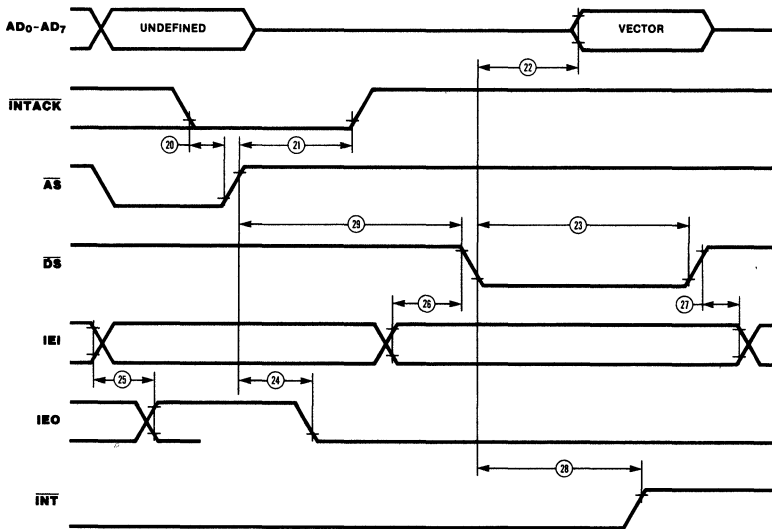 AD0-AD7
UNDEFINED
VECTOR
22
INTACK
20
21
AS
29
23
DS
26
27
IEI
25
24
IEO
28
INT